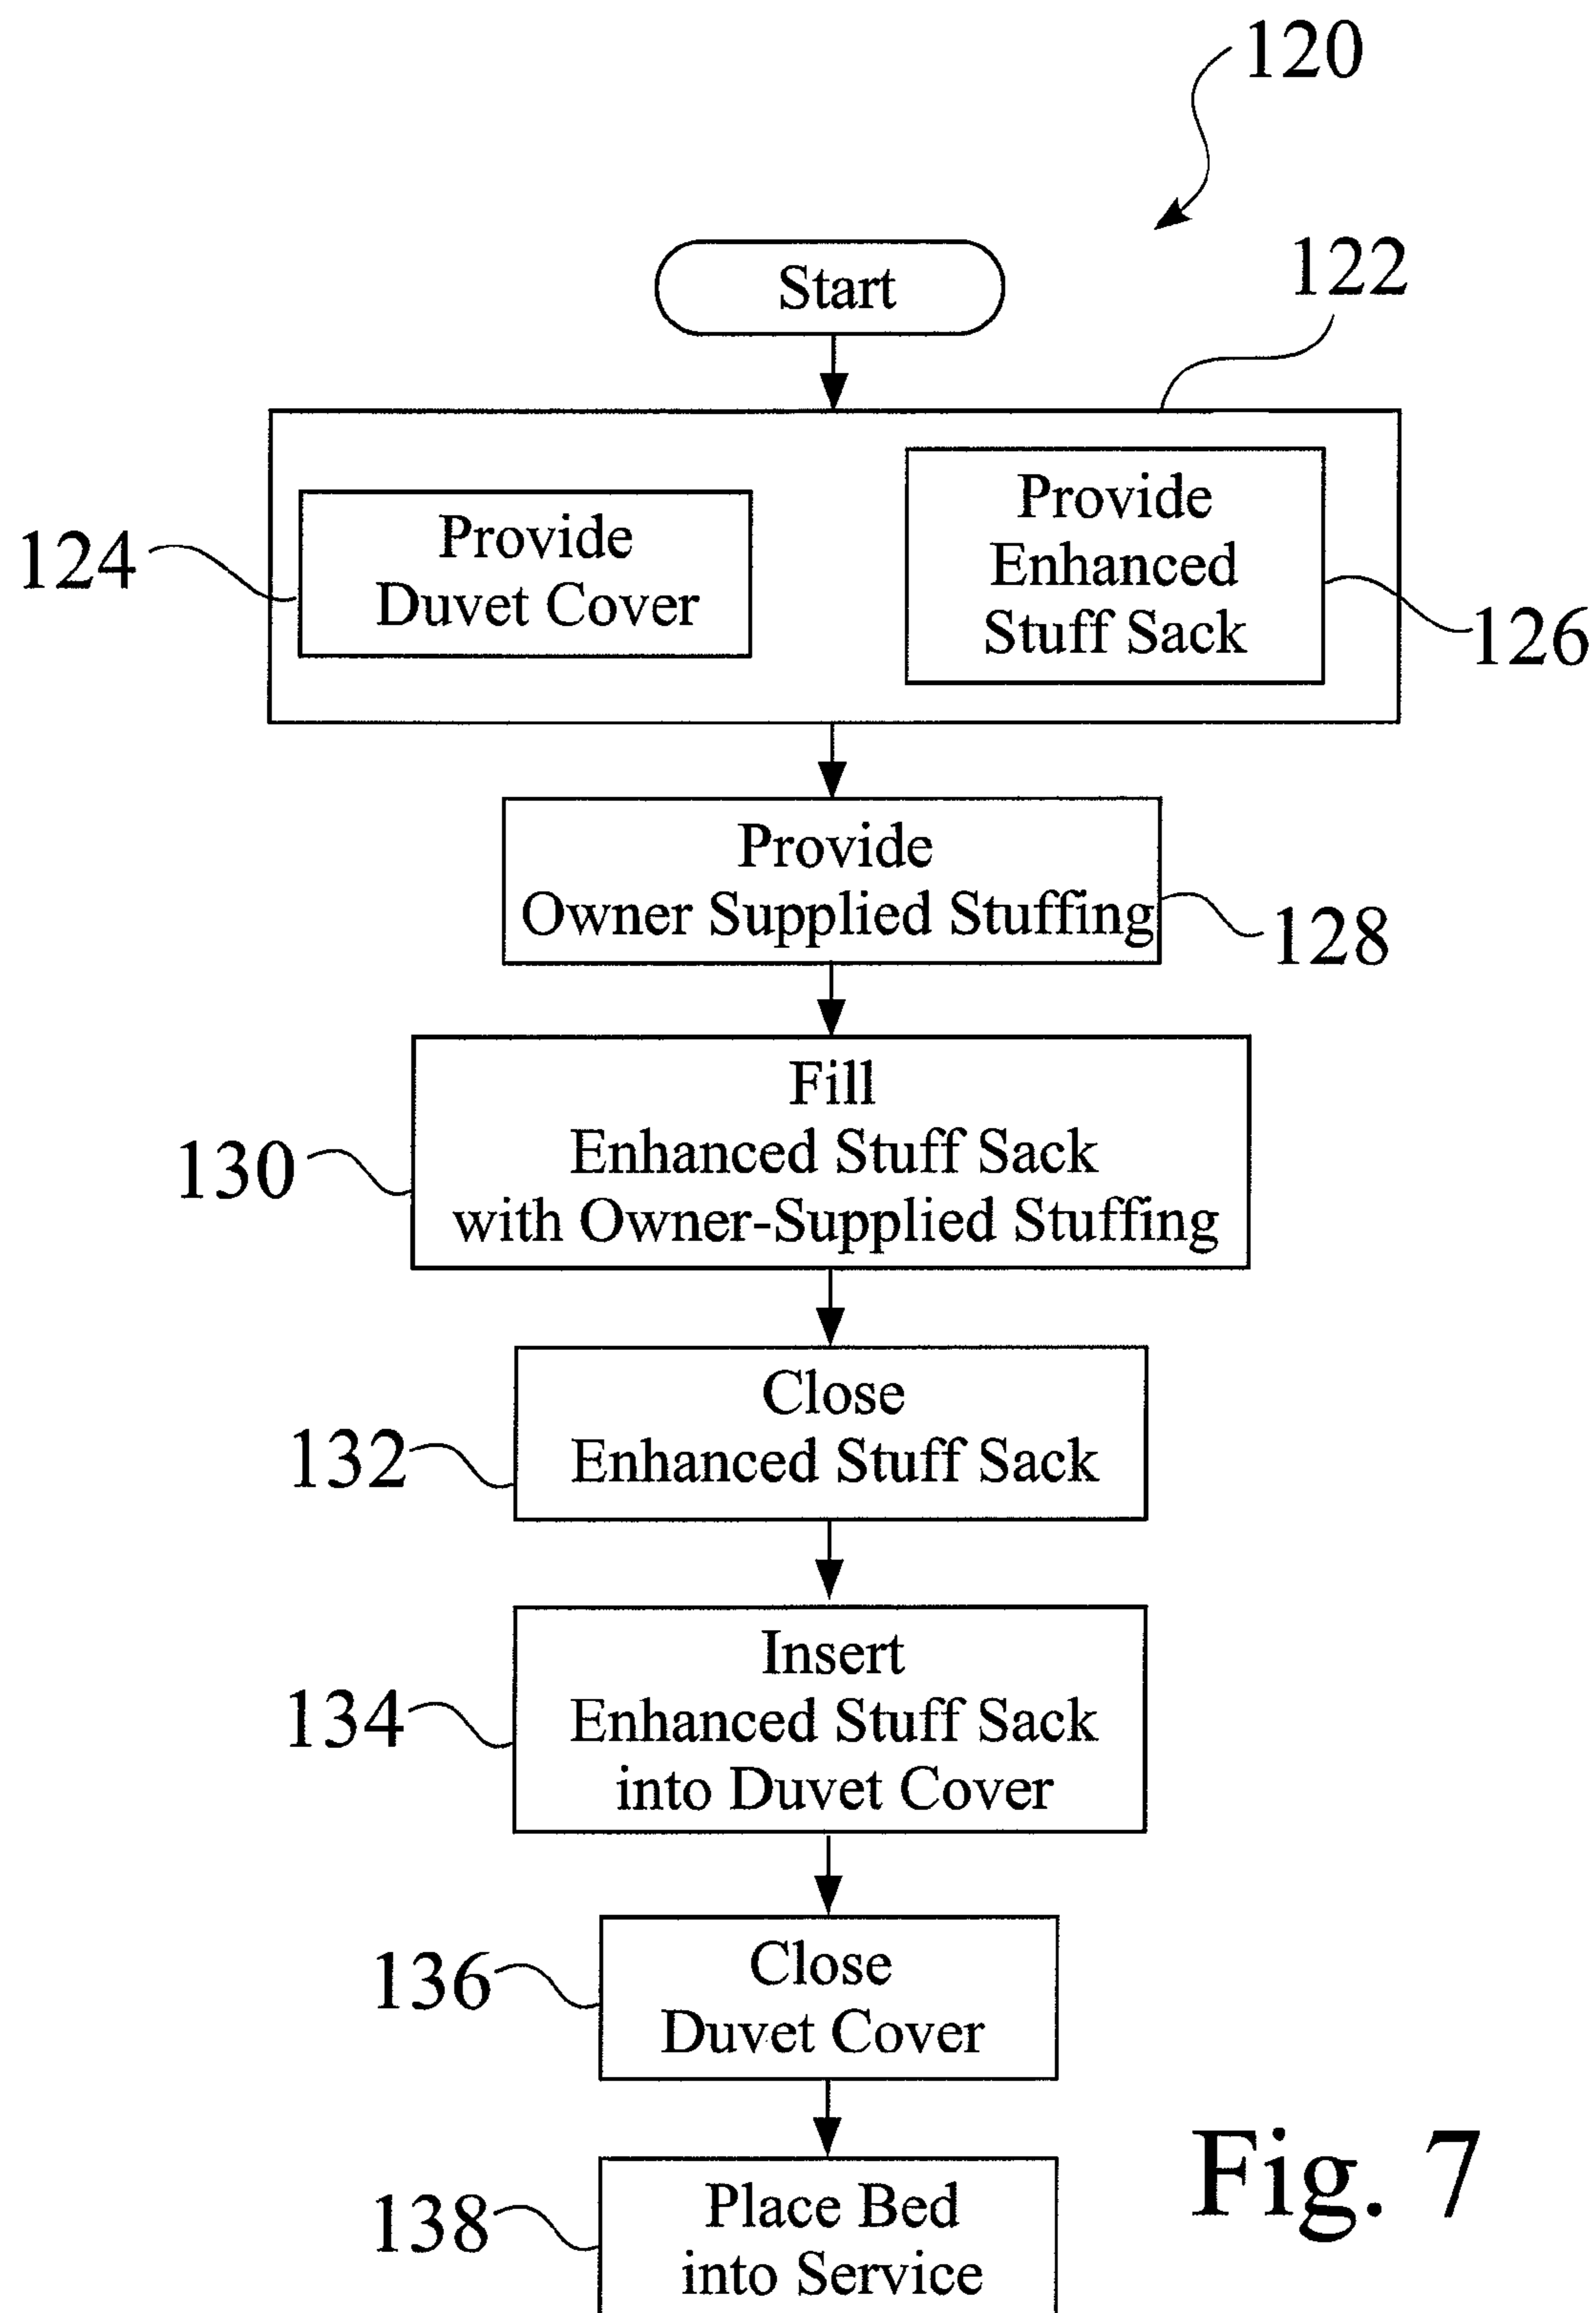 120
Start
122
124
Provide
Duvet Cover
Provide
Enhanced
Stuff Sack
126
Provide
Owner Supplied Stuffing
128
130
Fill
Enhanced Stuff Sack
with Owner-Supplied Stuffing
132
Close
Enhanced Stuff Sack
134
Insert
Enhanced Stuff Sack
into Duvet Cover
136
Close
Duvet Cover
138
Place Bed
into Service
Fig. 7